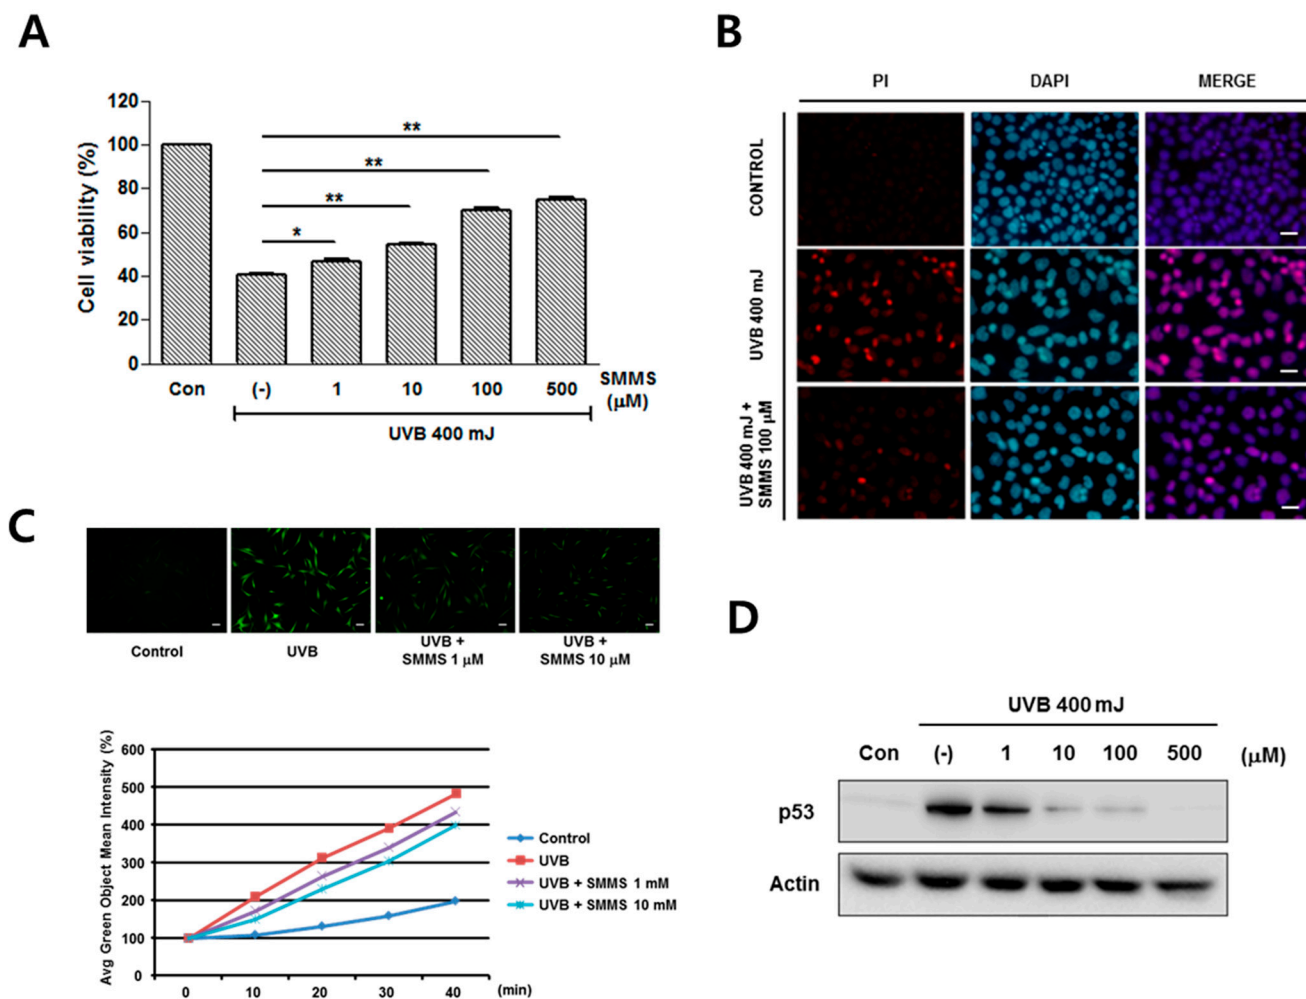 A
120
100
80
60
40
20
0
Cell viability (%)
**
**
**
*
Con (-) 1 10 100 500 SMMS
(μM)
UVB 400 mJ
B
PI DAPI MERGE
CONTROL
UVB 400 mJ
UVB 400 mJ +
SMMS 100 μM
C
Control
UVB
UVB +
SMMS 1 μM
UVB +
SMMS 10 μM
Avg Green Object Mean Intensity (%)
600
500
400
300
200
100
0
0 10 20 30 40 (min)
Control
UVB
UVB + SMMS 1 mM
UVB + SMMS 10 mM
D
UVB 400 mJ
Con (-) 1 10 100 500 (μM)
p53
Actin